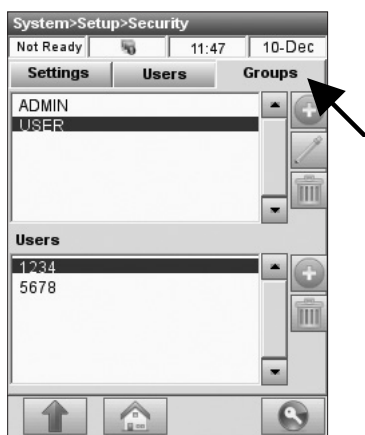 System>Setup>Security
Not Ready 11:47 10-Dec
Settings Users Groups
ADMIN
USER
Users
1234
5678